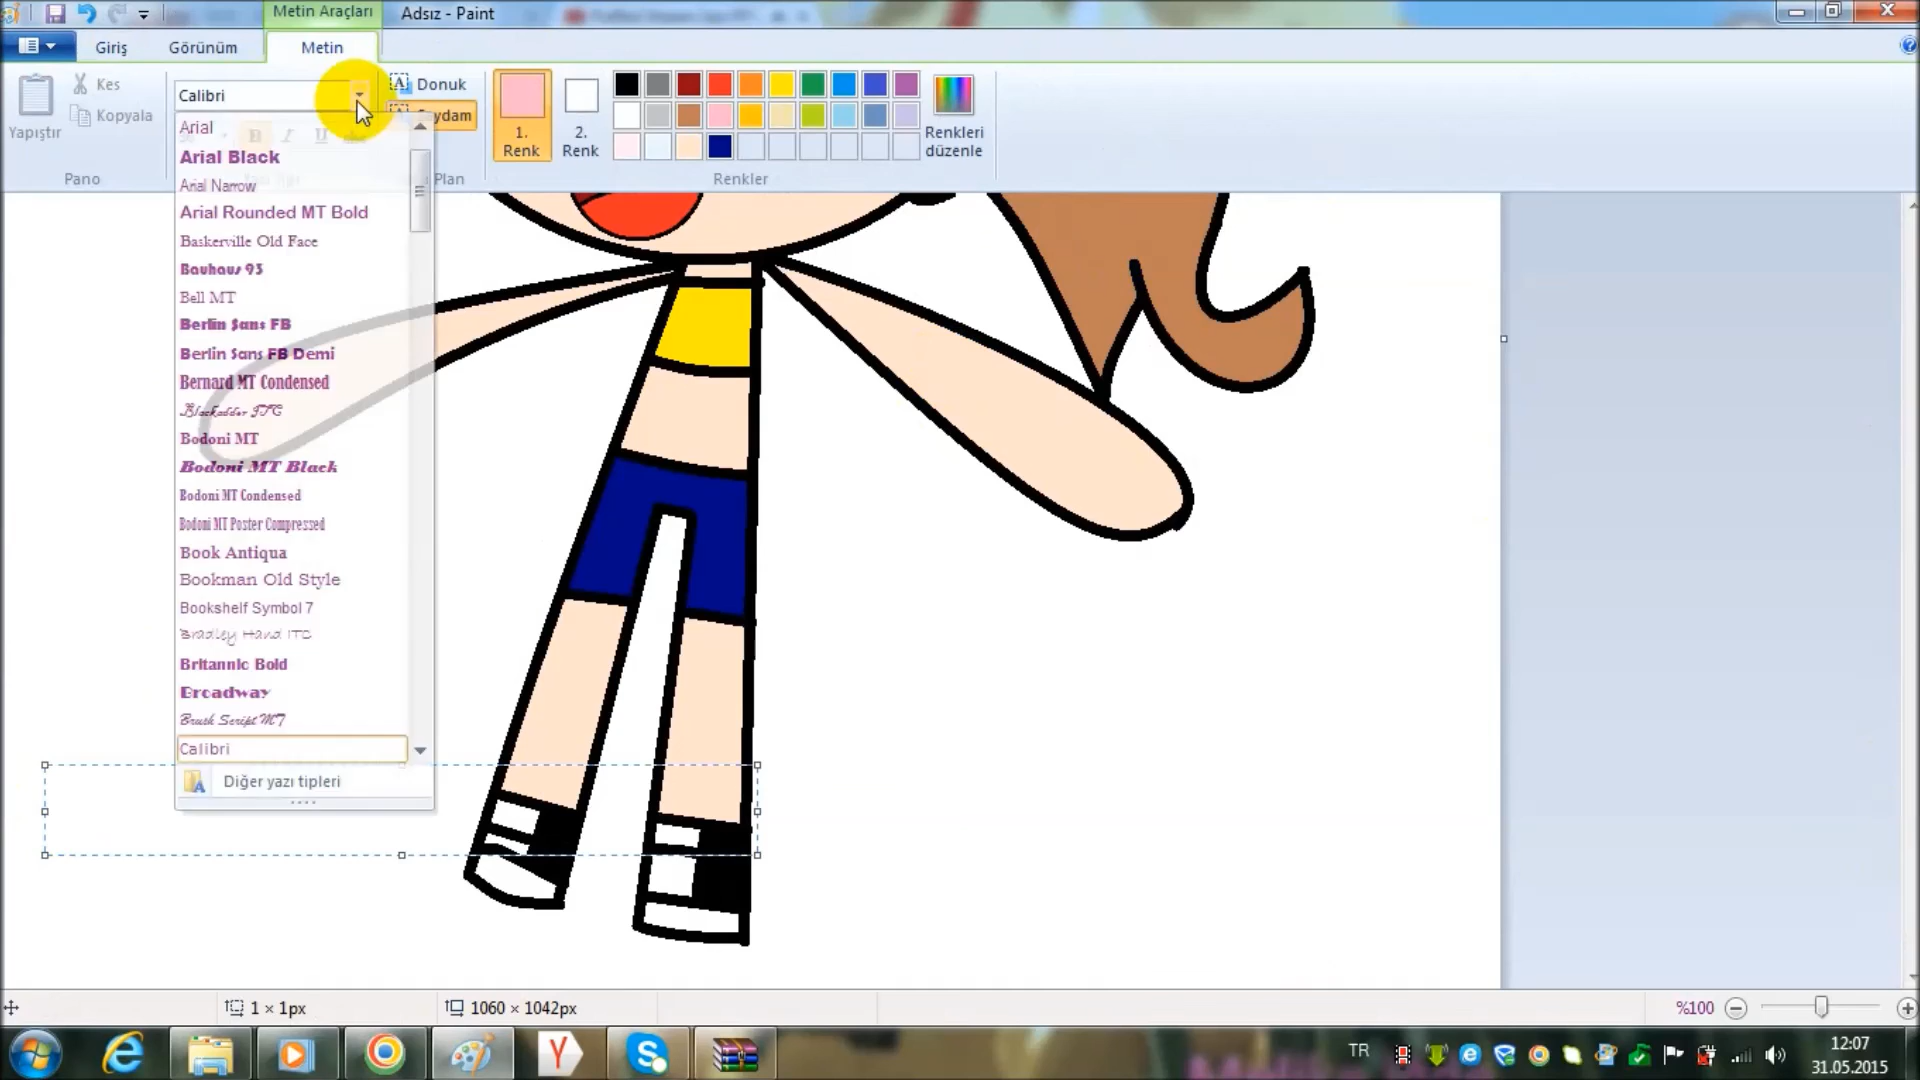 Metin Araçları
Adsız - Paint
Giriş
Görünüm
Metin
Yapıştır
Kes
Kopyala
Pano
Calibri
Arial
Arial Black
Arial Narrow
Arial Rounded MT Bold
Baskerville Old Face
Bauhaus 93
Bell MT
Berlin Sans FB
Berlin Sans FB Demi
Bernard MT Condensed
Blackadder ITC
Bodoni MT
Bodoni MT Black
Bodoni MT Condensed
Bodoni MT Poster Compressed
Book Antiqua
Bookman Old Style
Bookshelf Symbol 7
Bradley Hand ITC
Britannic Bold
Broadway
Brush Script MT
Calibri
Diğer yazı tipleri
Donuk
Saydam
Plan
1.
Renk
2.
Renk
Renkleri
düzenle
Renkler
1 × 1px
1060 × 1042px
%100
TR
12:07
31.05.2015